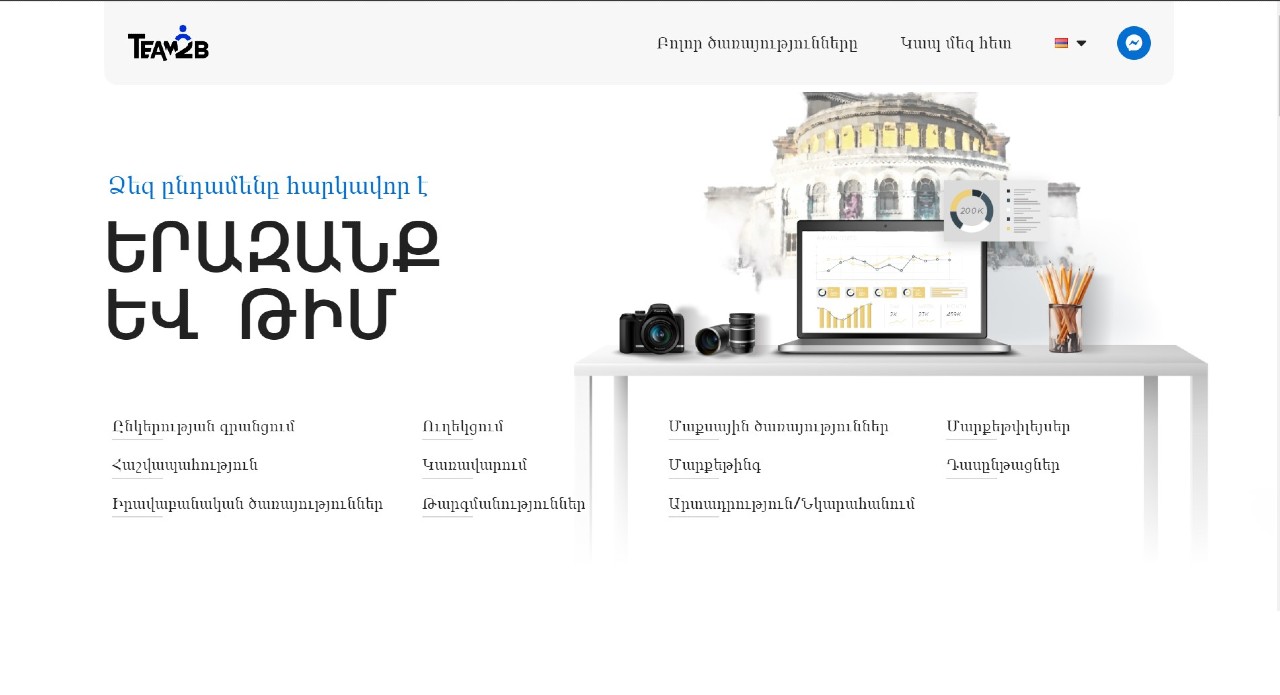 TEAM2B
Բոլոր ծառայությունները
Կապ մեզ հետ
Ձեզ ընդամենը հարկավոր է
ԵՐԱԶԱՆՔ
ԵՎ ԹԻՄ
200K
Ընկերության գրանցում
Ուղեկցում
Մաքսային ծառայություններ
Մարքեթփլեյսեր
Հաշվապահություն
Կառավարում
Մարքեթինգ
Դասընթացներ
Իրավաբանական ծառայություններ
Թարգմանություններ
Արտադրություն/Նկարահանում